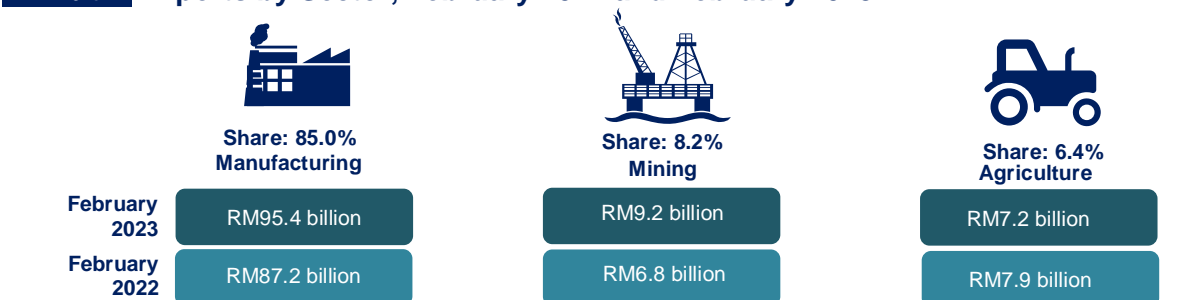 Share: 85.0%
Manufacturing
Share: 8.2%
Mining
Share: 6.4%
Agriculture
February
2023
RM95.4 billion
RM9.2 billion
RM7.2 billion
February
2022
RM87.2 billion
RM6.8 billion
RM7.9 billion